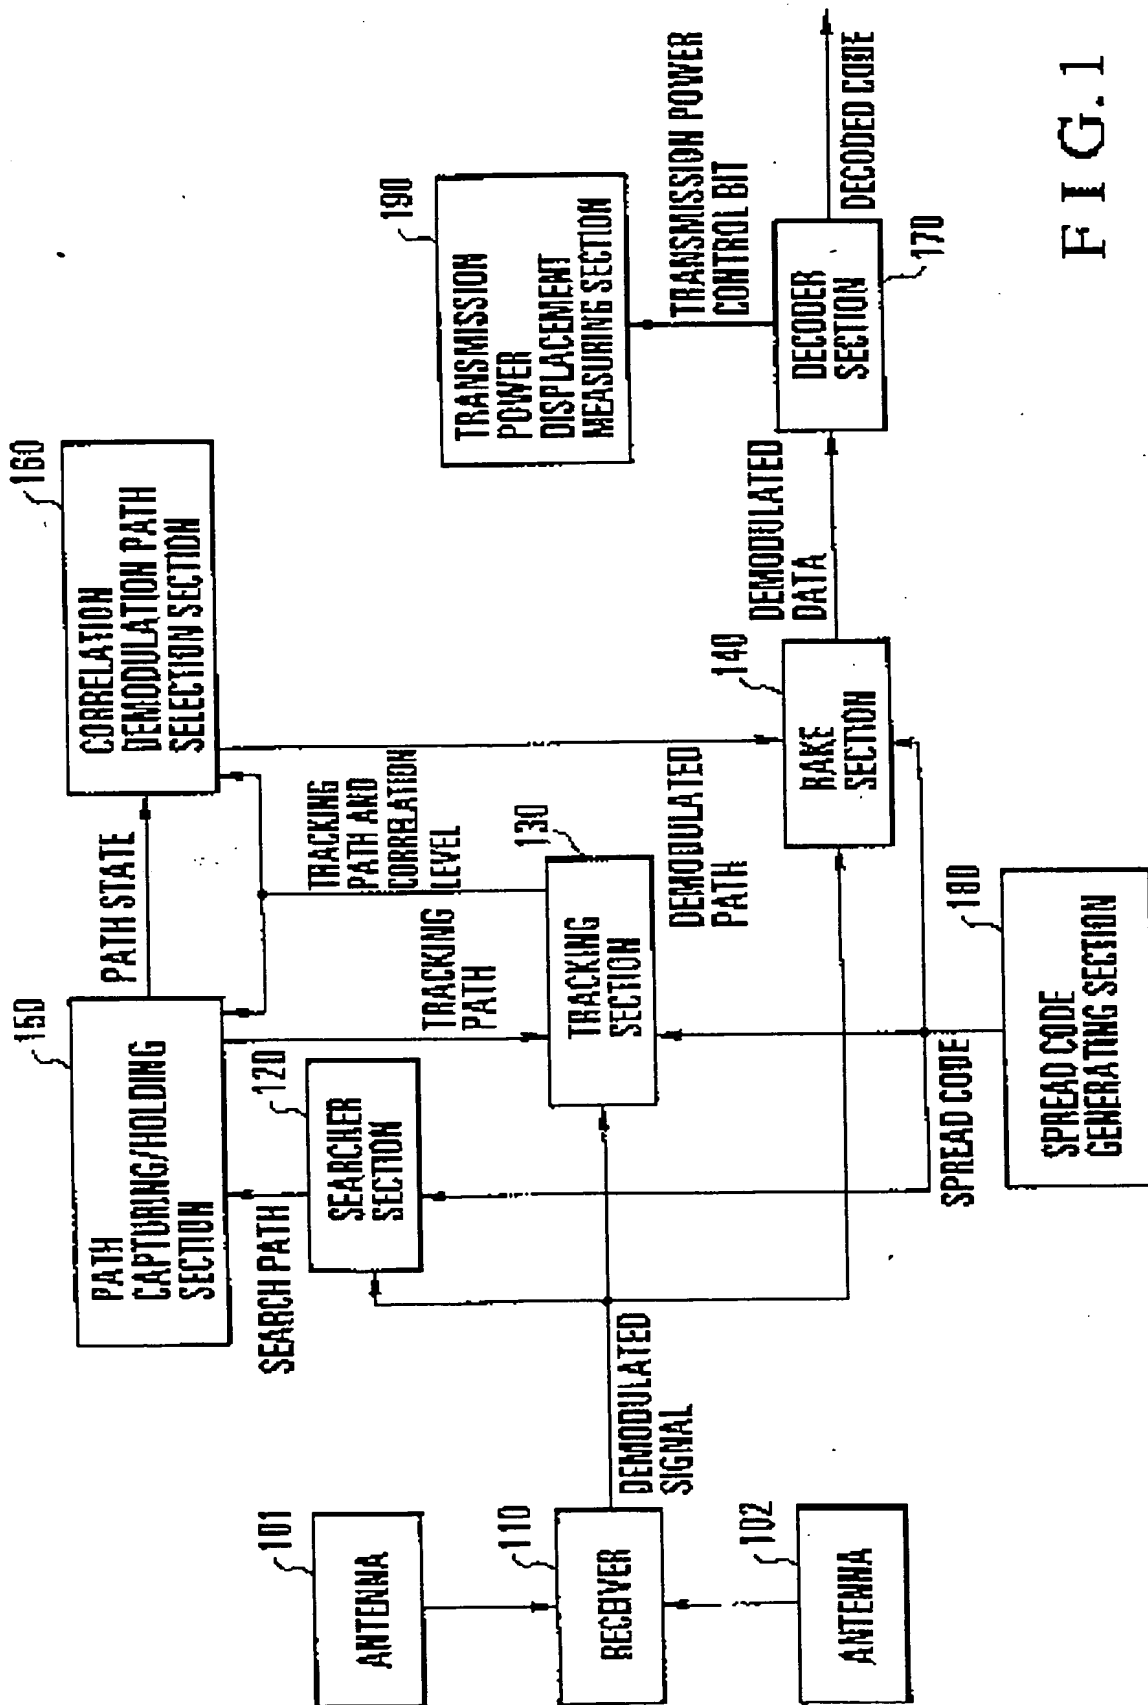 150
PATH
CAPTURING/HOLDING
SECTION
PATH STATE
160
CORRELATION
DEMODULATION PATH
SELECTION SECTION
SEARCH PATH
120
SEARCHER
SECTION
TRACKING
PATH
TRACKING
PATH AND
CORRELATION
LEVEL
190
TRANSMISSION
POWER
DISPLACEMENT
MEASURING SECTION
101
ANTENNA
110
RECEIVER
DEMODULATED
SIGNAL
130
TRACKING
SECTION
DEMODULATED
PATH
140
RAKE
SECTION
DEMODULATED
DATA
TRANSMISSION POWER
CONTROL BIT
DECODER
SECTION
170
DECODED CODE
102
ANTENNA
SPREAD CODE
180
SPREAD CODE
GENERATING SECTION
FIG. 1